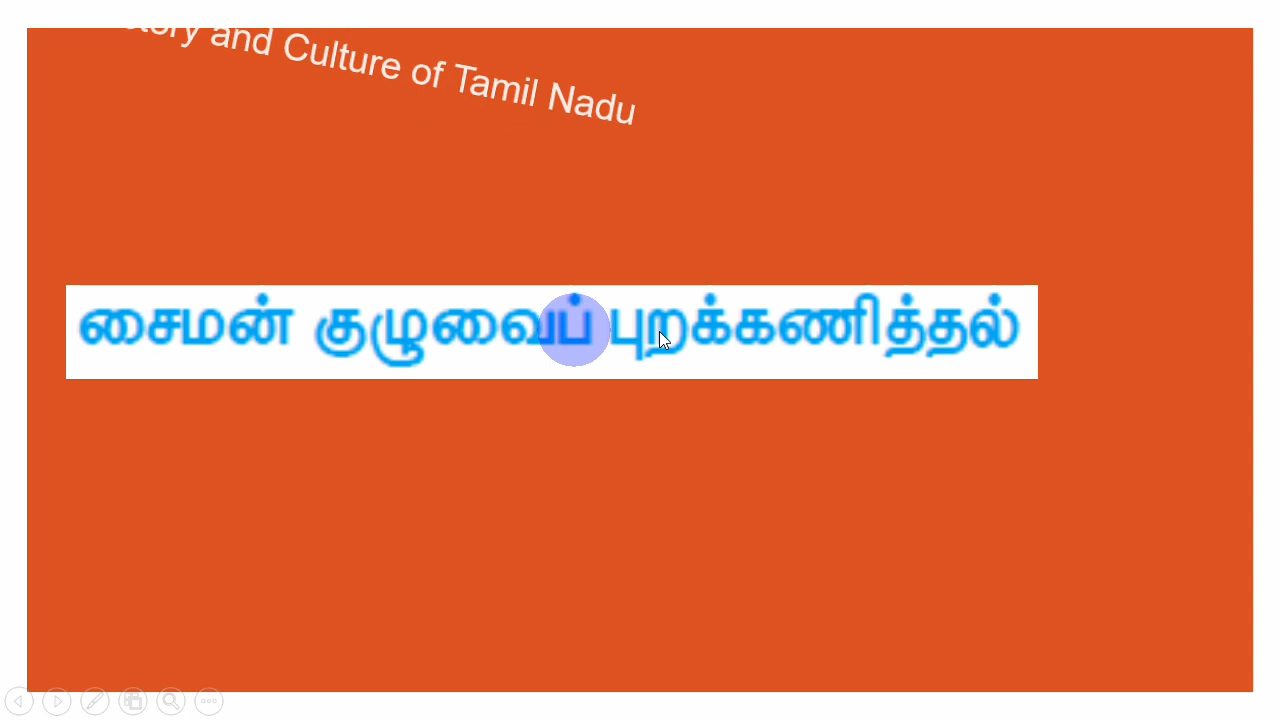 and Culture of Tamil Nadu
சைமன் குழுவைப் புறக்கணித்தல்